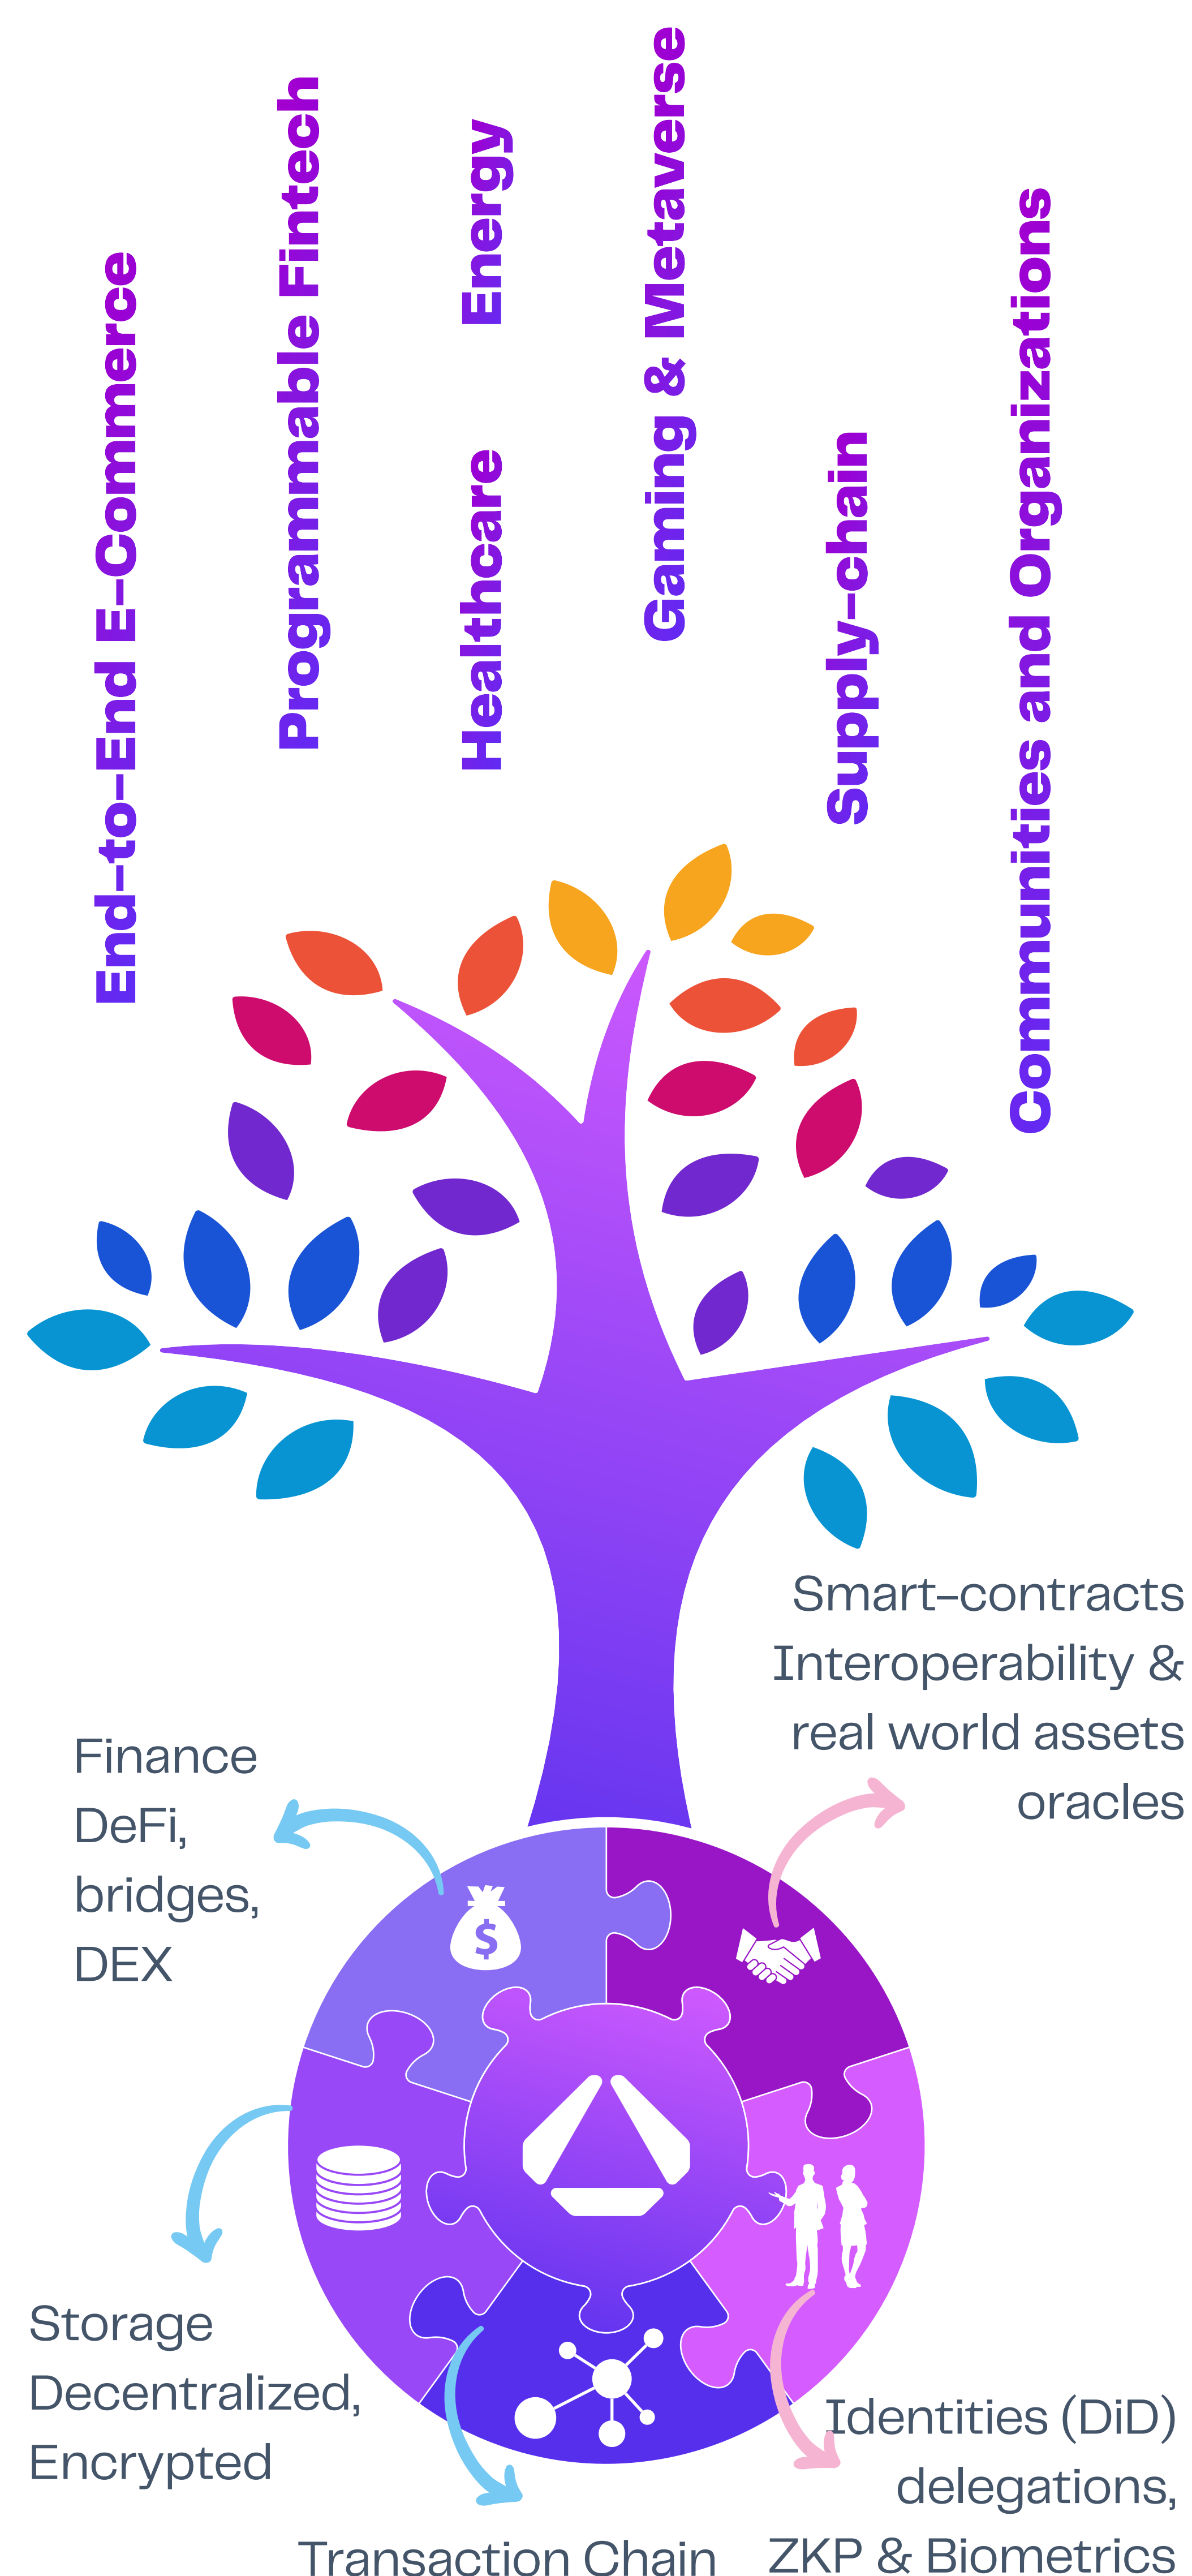 End-to-End E-Commerce
Programmable Fintech
Energy
Healthcare
Gaming & Metaverse
Supply-chain
Communities and Organizations
Smart-contracts
Interoperability &
real world assets
oracles
Finance
DeFi,
bridges,
DEX
$
Storage
Decentralized,
Encrypted
Identities (DiD)
delegations,
ZKP & Biometrics
Transaction Chain